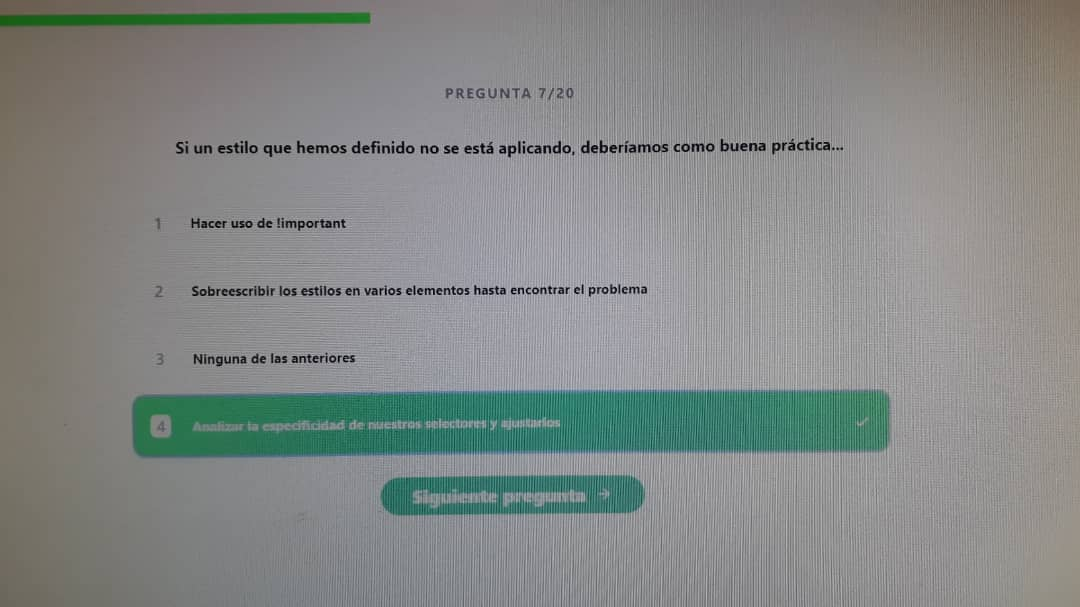 PREGUNTA 7/20
Si un estilo que hemos definido no se está aplicando, deberíamos como buena práctica...
1 Hacer uso de !important
2 Sobreescribir los estilos en varios elementos hasta encontrar el problema
3 Ninguna de las anteriores
4 Analizar la especificidad de nuestros selectores y ajustarlos
Siguiente pregunta →